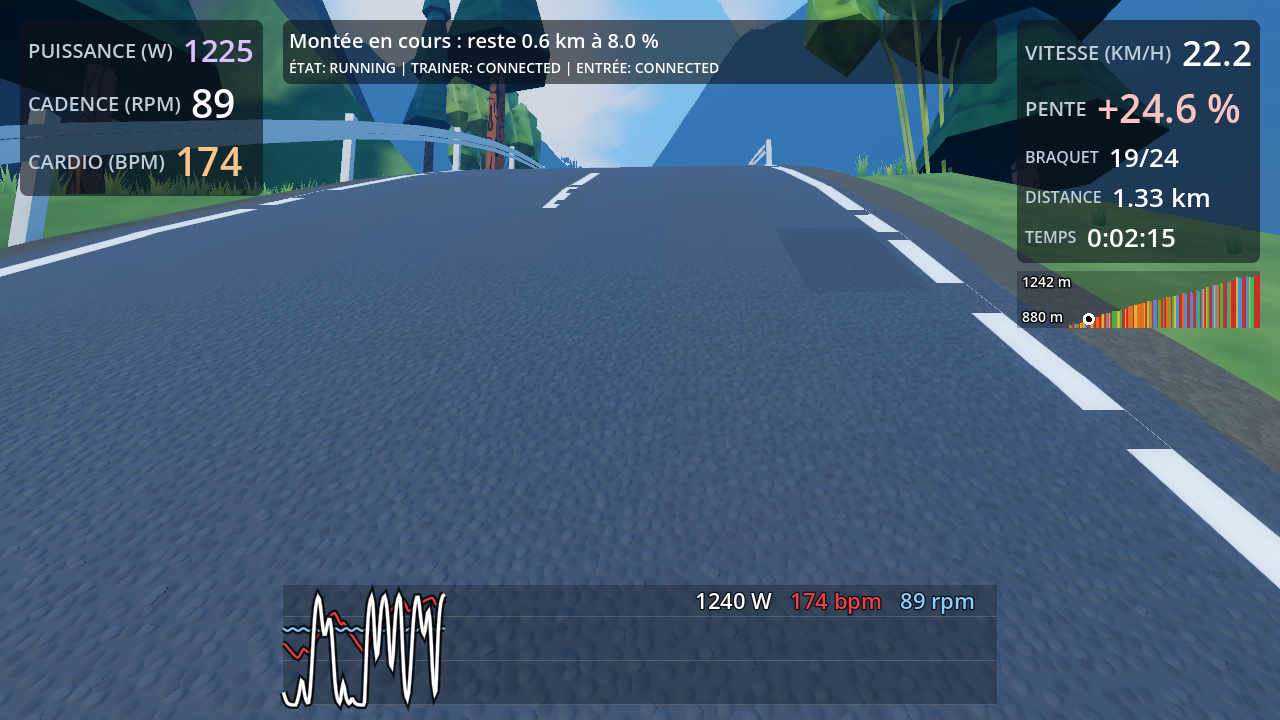 PUISSANCE (W) 1225
CADENCE (RPM) 89
CARDIO (BPM) 174
Montée en cours : reste 0.6 km à 8.0 %
ÉTAT: RUNNING | TRAINER: CONNECTED | ENTRÉE: CONNECTED
VITESSE (KM/H) 22.2
PENTE +24.6 %
BRAQUET 19/24
DISTANCE 1.33 km
TEMPS 0:02:15
1242 m
880 m
1240 W 174 bpm 89 rpm